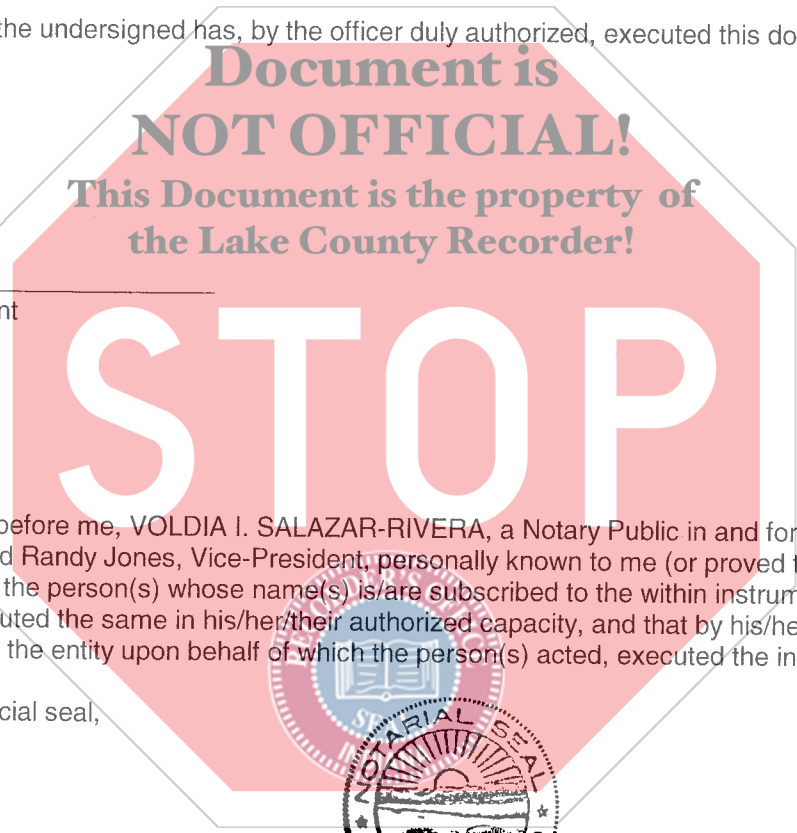 the undersigned has, by the officer duly authorized, executed this do
Document is
NOT OFFICIAL!
This Document is the property of
the Lake County Recorder!
nt
STOP
before me, VOLDIA I. SALAZAR-RIVERA, a Notary Public in and for
d Randy Jones, Vice-President, personally known to me (or proved t
the person(s) whose name(s) is/are subscribed to the within instrum
uted the same in his/her/their authorized capacity, and that by his/he
the entity upon behalf of which the person(s) acted, executed the in
RECORDER'S OFFICE
SEAL
cial seal,
NOTARIAL SEAL